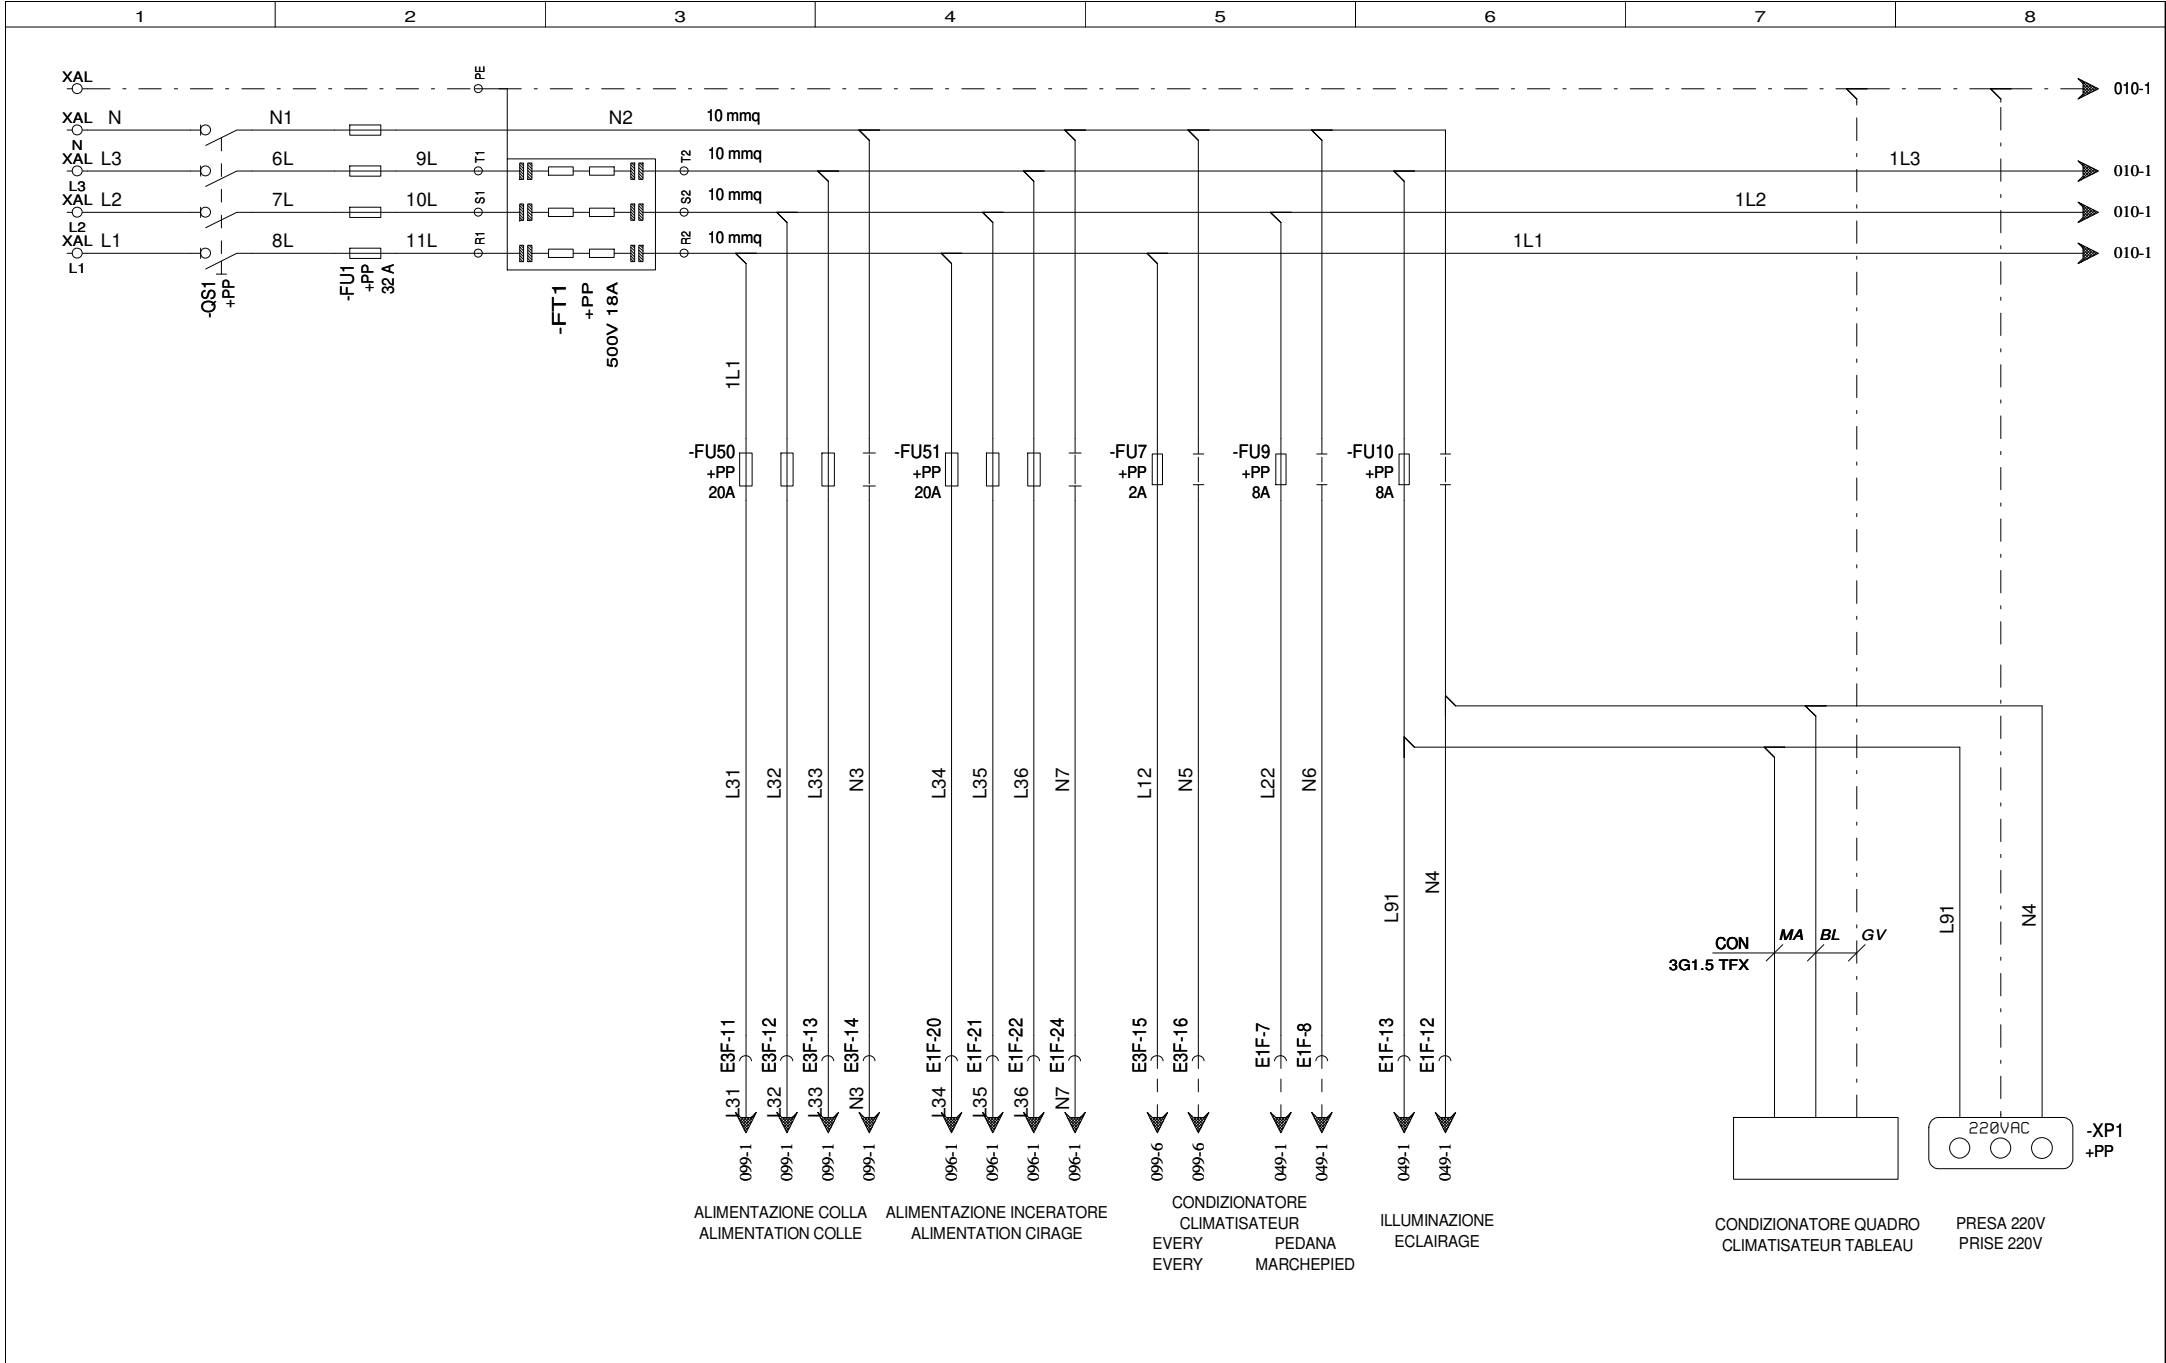 1 2 3 4 5 6 7 8
XAL
PE
010-1
XAL N N1 N2 10 mmq
N
XAL L3 6L 9L T1 T2 10 mmq 1L3 010-1
L3
XAL L2 7L 10L S1 S2 10 mmq 1L2 010-1
L2
XAL L1 8L 11L R1 R2 10 mmq 1L1 010-1
L1
-QS1
+PP
-FU1
+PP
32 A
-FT1
+PP
500V 18A
1L1
-FU50
+PP
20A
-FU51
+PP
20A
-FU7
+PP
2A
-FU9
+PP
8A
-FU10
+PP
8A
L31 L32 L33 N3 L34 L35 L36 N7 L12 N5 L22 N6
L91 N4 L91 N4
CON MA BL GV
3G1.5 TFX
E3F-11 E3F-12 E3F-13 E3F-14 E1F-20 E1F-21 E1F-22 E1F-24 E3F-15 E3F-16 E1F-7 E1F-8 E1F-13 E1F-12
L31 L32 L33 N3 L34 L35 L36 N7
099-1 099-1 099-1 099-1 096-1 096-1 096-1 096-1 099-6 099-6 049-1 049-1 049-1 049-1
220VAC
-XP1
+PP
ALIMENTAZIONE COLLA
ALIMENTATION COLLE
ALIMENTAZIONE INCERATORE
ALIMENTATION CIRAGE
CONDIZIONATORE
CLIMATISEUR
EVERY PEDANA
EVERY MARCHEPIED
ILLUMINAZIONE
ECLAIRAGE
CONDIZIONATORE QUADRO
CLIMATISEUR TABLEAU
PRESA 220V
PRISE 220V